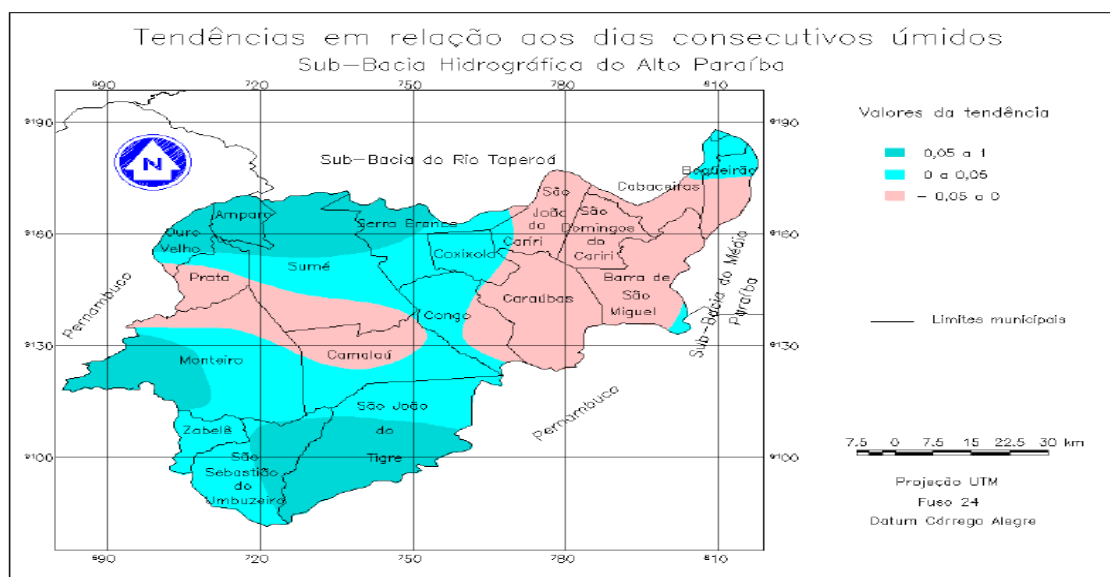 Tendências em relação aos dias consecutivos úmidos
Sub-Bacia Hidrográfica do Alto Paraíba
690 720 750 780 810
9190
9160
9130
9100
N
Sub-Bacia do Rio Taperoá
Boqueirão
Cabaceiras
São
João do
Cariri
São
Domingos
do
Cariri
Amparo
Serra Branca
Ouro
Velho
Sumé
Coxixola
Prata
Caraúbas
Barra de
São
Miguel
Congo
Camalaú
Monteiro
São João
do
Tigre
Zabelê
São
Sebastião
do
Umbuzeiro
Pernambuco
Pernambuco
Sub-Bacia do Médio
Paraíba
9190
9160
9130
9100
690 720 750 780 810
Valores da tendência
0,05 a 1
0 a 0,05
- 0,05 a 0
Limites municipais
7.5 0 7.5 15 22.5 30 km
Projeção UTM
Fuso 24
Datum Córrego Alegre